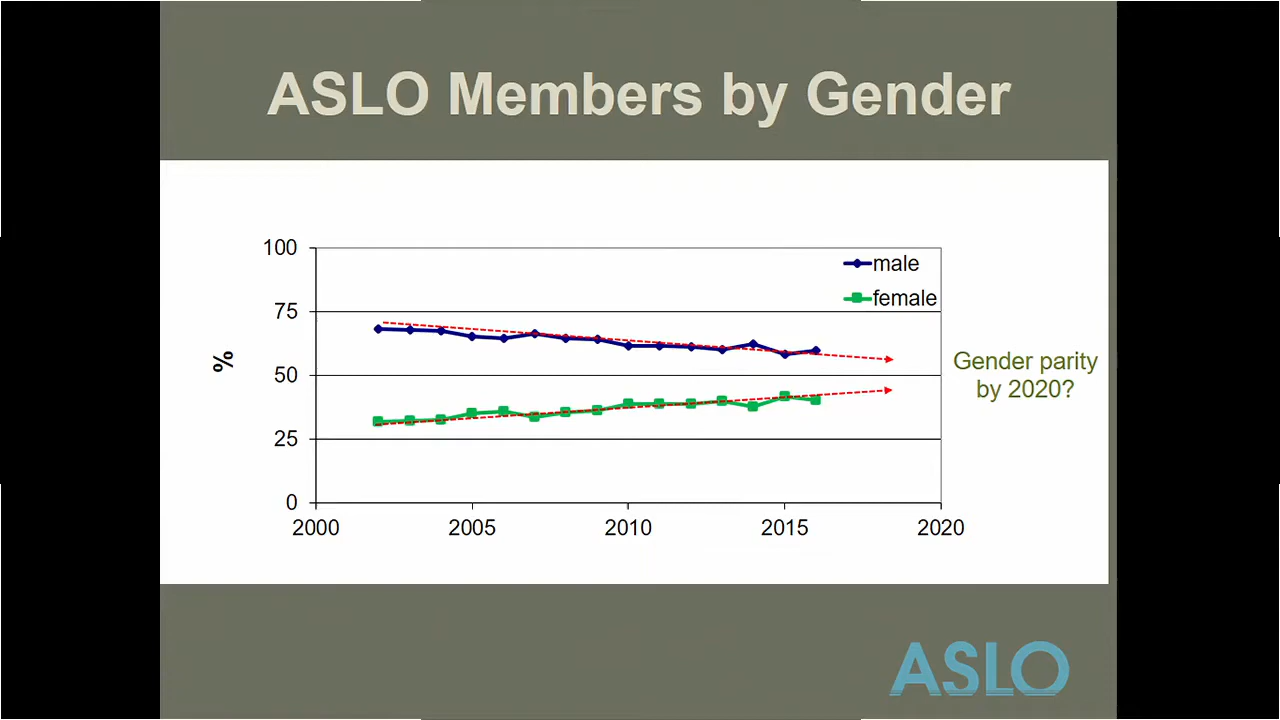 ASLO Members by Gender
100
male
female
75
%
50
Gender parity
by 2020?
25
0
2000 2005 2010 2015 2020
ASLO